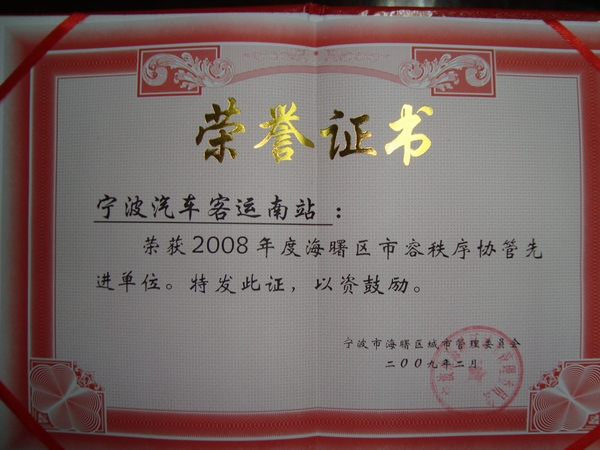 荣誉证书
宁波汽车客运南站：
荣获2008年度海曙区市容秩序协管先
进单位。特发此证，以资鼓励。
宁波市海曙区城市管理委员会
二00九年二月